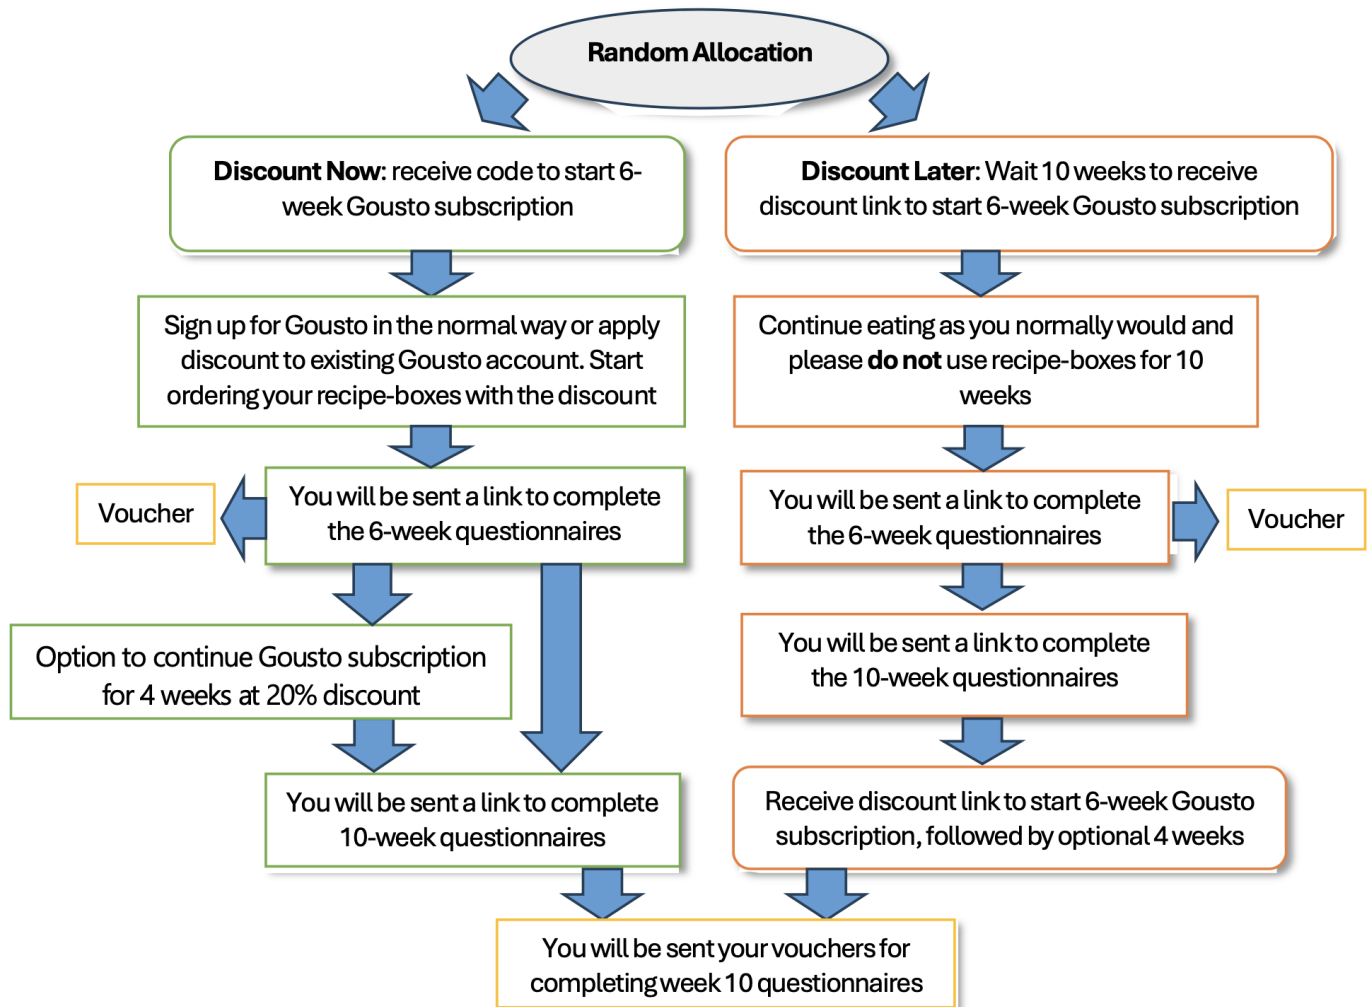 Random Allocation
Discount Now: receive code to start 6-
week Gousto subscription
Discount Later: Wait 10 weeks to receive
discount link to start 6-week Gousto subscription
Sign up for Gousto in the normal way or apply
discount to existing Gousto account. Start
ordering your recipe-boxes with the discount
Continue eating as you normally would and
please do not use recipe-boxes for 10
weeks
Voucher
You will be sent a link to complete
the 6-week questionnaires
You will be sent a link to complete
the 6-week questionnaires
Voucher
Option to continue Gousto subscription
for 4 weeks at 20% discount
You will be sent a link to complete
the 10-week questionnaires
You will be sent a link to complete
10-week questionnaires
Receive discount link to start 6-week Gousto
subscription, followed by optional 4 weeks
You will be sent your vouchers for
completing week 10 questionnaires